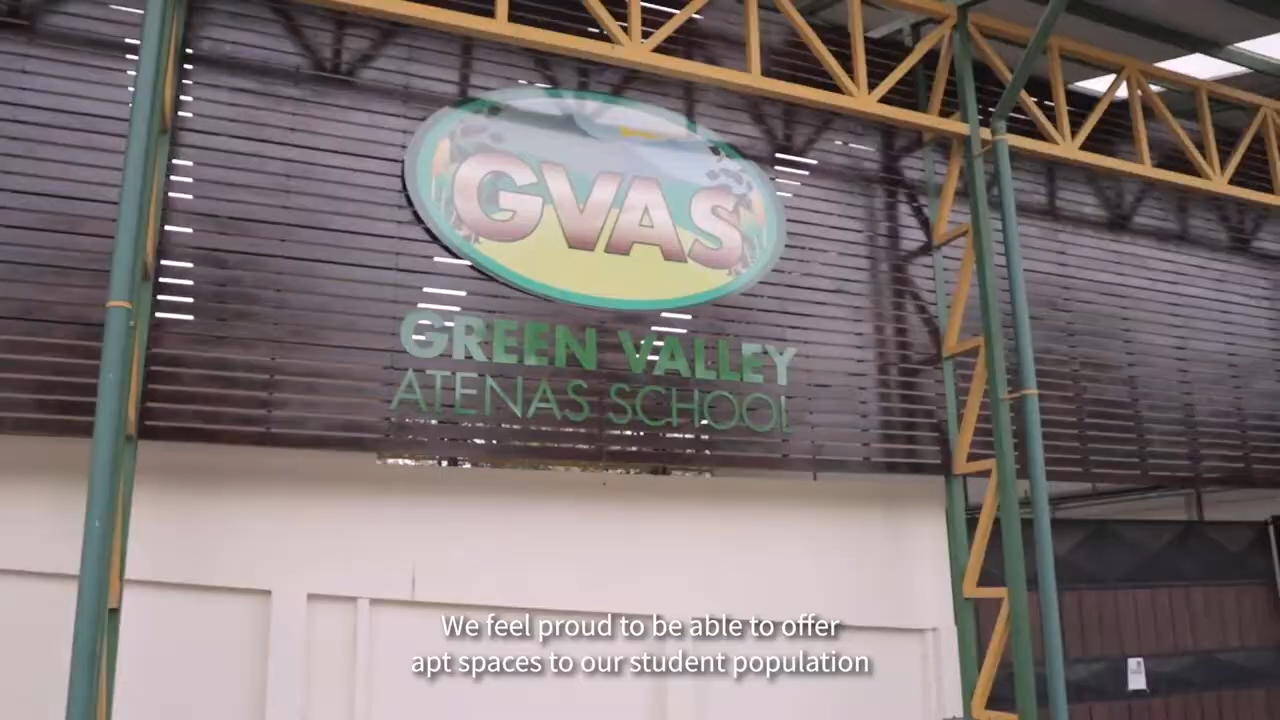 GVAS
GREEN VALLEY
ATENAS SCHOOL
We feel proud to be able to offer
apt spaces to our student population